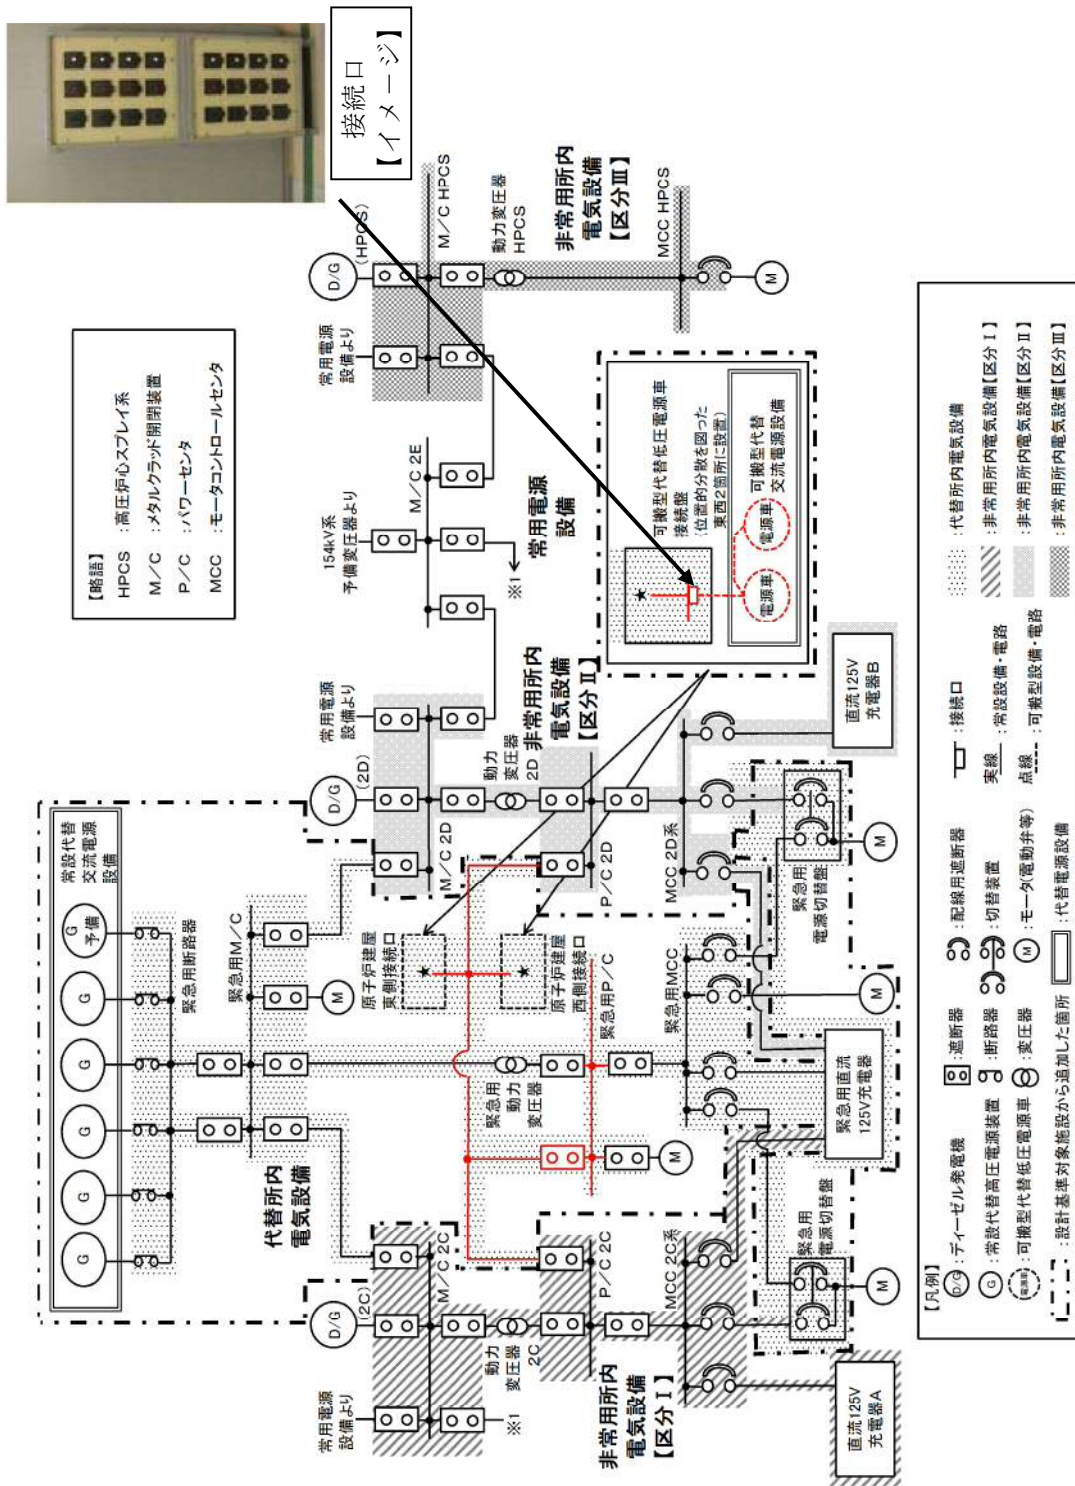 接続口
【イメージ】
【略語】
HPCS :高圧炉心スプレイ系
M/C :メタルクラッド開閉装置
P/C :パワーセンタ
MCC :モータコントロールセンタ
常設代替
交流電源
設備
G
G
G
G
G
G
予備
緊急用断路器
緊急用M/C
M
代替所内
電気設備
常用電源
設備より
D/G
(2C)
M/C 2C
※1
動力
変圧器
2C
P/C 2C
非常用所内
電気設備
【区分Ⅰ】
MCC 2C系
直流125V
充電器A
緊急用
電源切替盤
M
緊急用
動力
変圧器
緊急用P/C
M
緊急用MCC
M
緊急用直流
125V充電器
原子炉建屋
東側接続口
原子炉建屋
西側接続口
D/G
(2D)
常用電源
設備より
M/C 2D
動力
変圧器
2D
非常用所内
電気設備
【区分Ⅱ】
P/C 2D
MCC 2D系
緊急用
電源切替盤
M
直流125V
充電器B
154kV系
予備変圧器より
M/C 2E
※1
常用電源
設備
常用電源
設備より
D/G
(HPCS)
M/C HPCS
動力変圧器
HPCS
非常用所内
電気設備
【区分Ⅲ】
MCC HPCS
M
可搬型代替低圧電源車
接続盤
(位置的分散を図った
東西2箇所に設置)
可搬型代替
交流電源設備
電源車
電源車
【凡例】
D/G :ディーゼル発電機
:遮断器
:配線用遮断器
:接続口
:代替所内電気設備
G :常設代替高圧電源装置
:断路器
:切替装置
実線 :常設設備・電路
:非常用所内電気設備【区分Ⅰ】
電源車 :可搬型代替低圧電源車
:変圧器
M :モータ(電動弁等)
点線 :可搬型設備・電路
:非常用所内電気設備【区分Ⅱ】
:設計基準対象施設から追加した箇所
:代替電源設備
:非常用所内電気設備【区分Ⅲ】